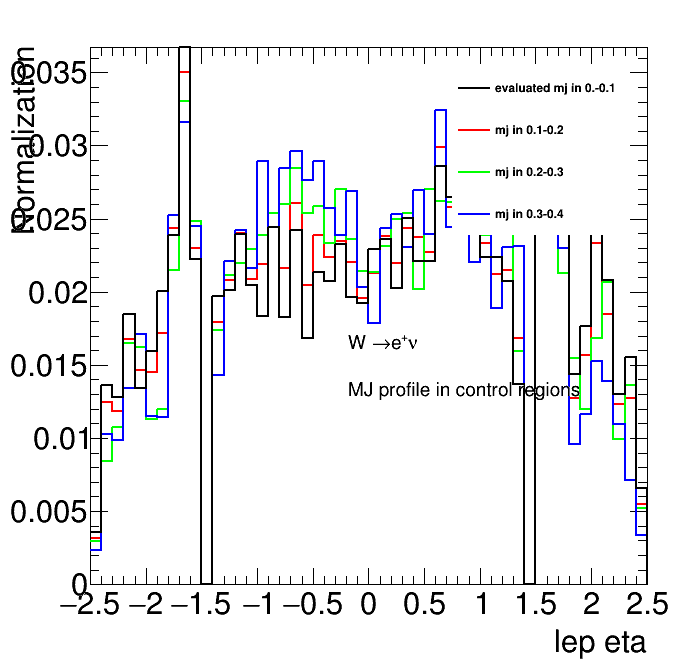 Normalization
0.035
0.03
0.025
0.02
0.015
0.01
0.005
0
evaluated mj in 0.-0.1
mj in 0.1-0.2
mj in 0.2-0.3
mj in 0.3-0.4
W →e⁺ν
MJ profile in control regions
−2.5 −2 −1.5 −1 −0.5 0 0.5 1 1.5 2 2.5
lep eta